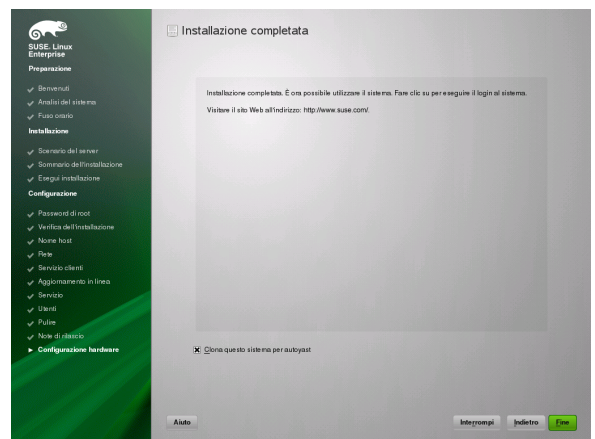 SUSE. Linux
Enterprise
Preparazione
Benvenuti
Analisi del sistema
Fuso orario
Installazione
Scenario del server
Sommario dell'installazione
Esegui installazione
Configurazione
Password di root
Verifica dell'installazione
Nome host
Rete
Servizio clienti
Aggiornamento in linea
Servizio
Utenti
Pulire
Note di rilascio
Configurazione hardware
Installazione completata
Installazione completata. È ora possibile utilizzare il sistema. Fare clic su per eseguire il login al sistema.
Visitare il sito Web all'indirizzo: http://www.suse.com/.
Clona questo sistema per autoyast
Aiuto
Interrompi
Indietro
Fine